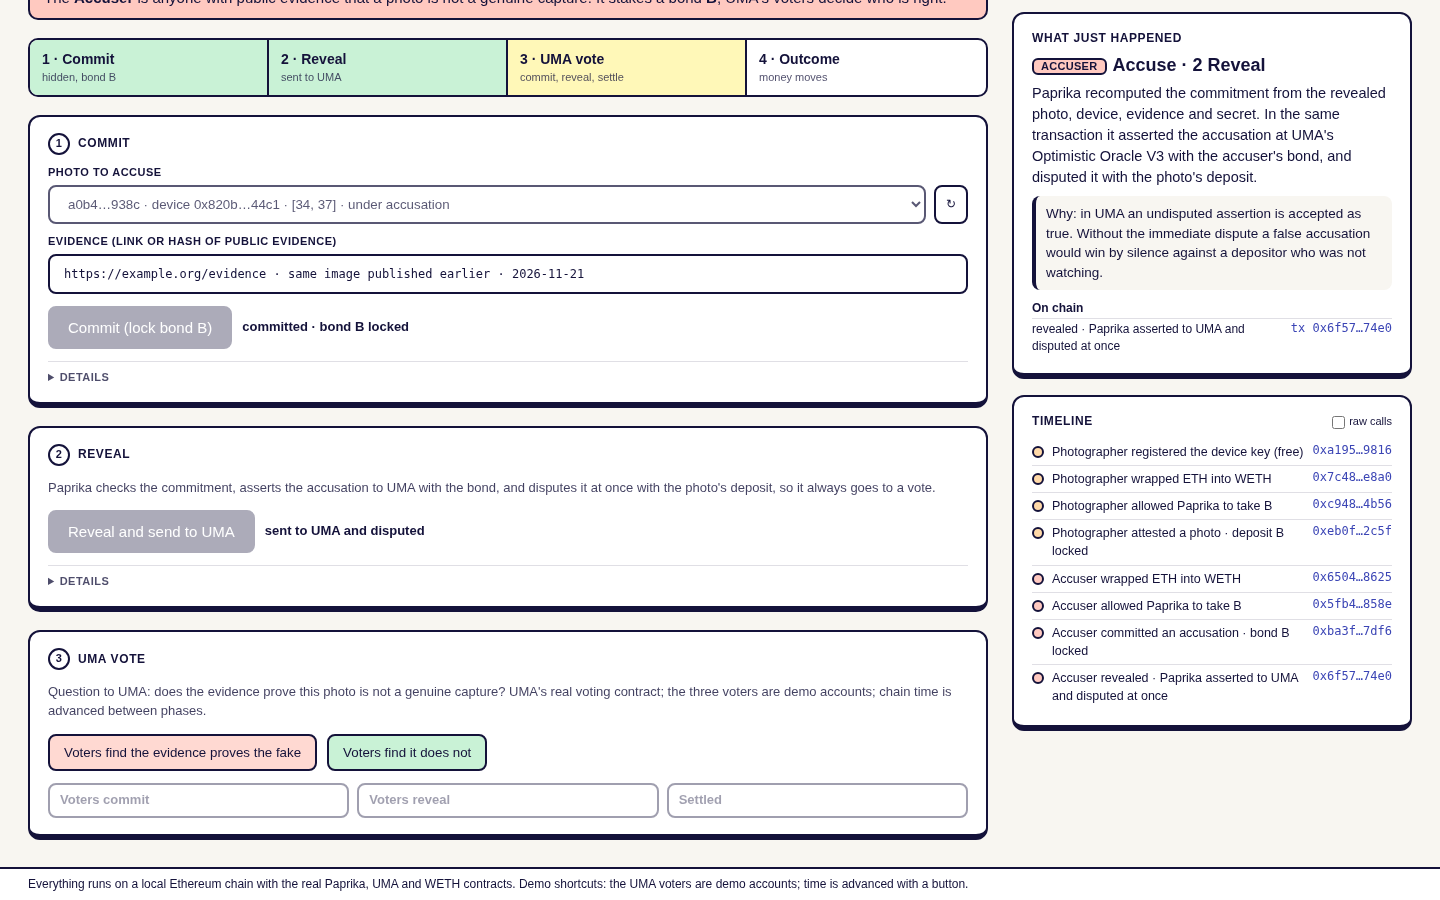 The Accuser is anyone with public evidence that a photo is not a genuine capture. It stakes a bond B; UMA's voters decide who is right.
1 · Commit
hidden, bond B
2 · Reveal
sent to UMA
3 · UMA vote
commit, reveal, settle
4 · Outcome
money moves
1 COMMIT
PHOTO TO ACCUSE
a0b4…938c · device 0x820b…44c1 · [34, 37] · under accusation
↻
EVIDENCE (LINK OR HASH OF PUBLIC EVIDENCE)
https://example.org/evidence · same image published earlier · 2026-11-21
Commit (lock bond B) committed · bond B locked
▶ DETAILS
2 REVEAL
Paprika checks the commitment, asserts the accusation to UMA with the bond, and disputes it at once with the photo's deposit, so it always goes to a vote.
Reveal and send to UMA sent to UMA and disputed
▶ DETAILS
3 UMA VOTE
Question to UMA: does the evidence prove this photo is not a genuine capture? UMA's real voting contract; the three voters are demo accounts; chain time is
advanced between phases.
Voters find the evidence proves the fake
Voters find it does not
Voters commit
Voters reveal
Settled
WHAT JUST HAPPENED
ACCUSER Accuse · 2 Reveal
Paprika recomputed the commitment from the revealed
photo, device, evidence and secret. In the same
transaction it asserted the accusation at UMA's
Optimistic Oracle V3 with the accuser's bond, and
disputed it with the photo's deposit.
Why: in UMA an undisputed assertion is accepted as
true. Without the immediate dispute a false accusation
would win by silence against a depositor who was not
watching.
On chain
revealed · Paprika asserted to UMA and tx 0x6f57…74e0
disputed at once
TIMELINE
raw calls
Photographer registered the device key (free) 0xa195…9816
Photographer wrapped ETH into WETH 0x7c48…e8a0
Photographer allowed Paprika to take B 0xc948…4b56
Photographer attested a photo · deposit B 0xeb0f…2c5f
locked
Accuser wrapped ETH into WETH 0x6504…8625
Accuser allowed Paprika to take B 0x5fb4…858e
Accuser committed an accusation · bond B 0xba3f…7df6
locked
Accuser revealed · Paprika asserted to UMA 0x6f57…74e0
and disputed at once
Everything runs on a local Ethereum chain with the real Paprika, UMA and WETH contracts. Demo shortcuts: the UMA voters are demo accounts; time is advanced with a button.